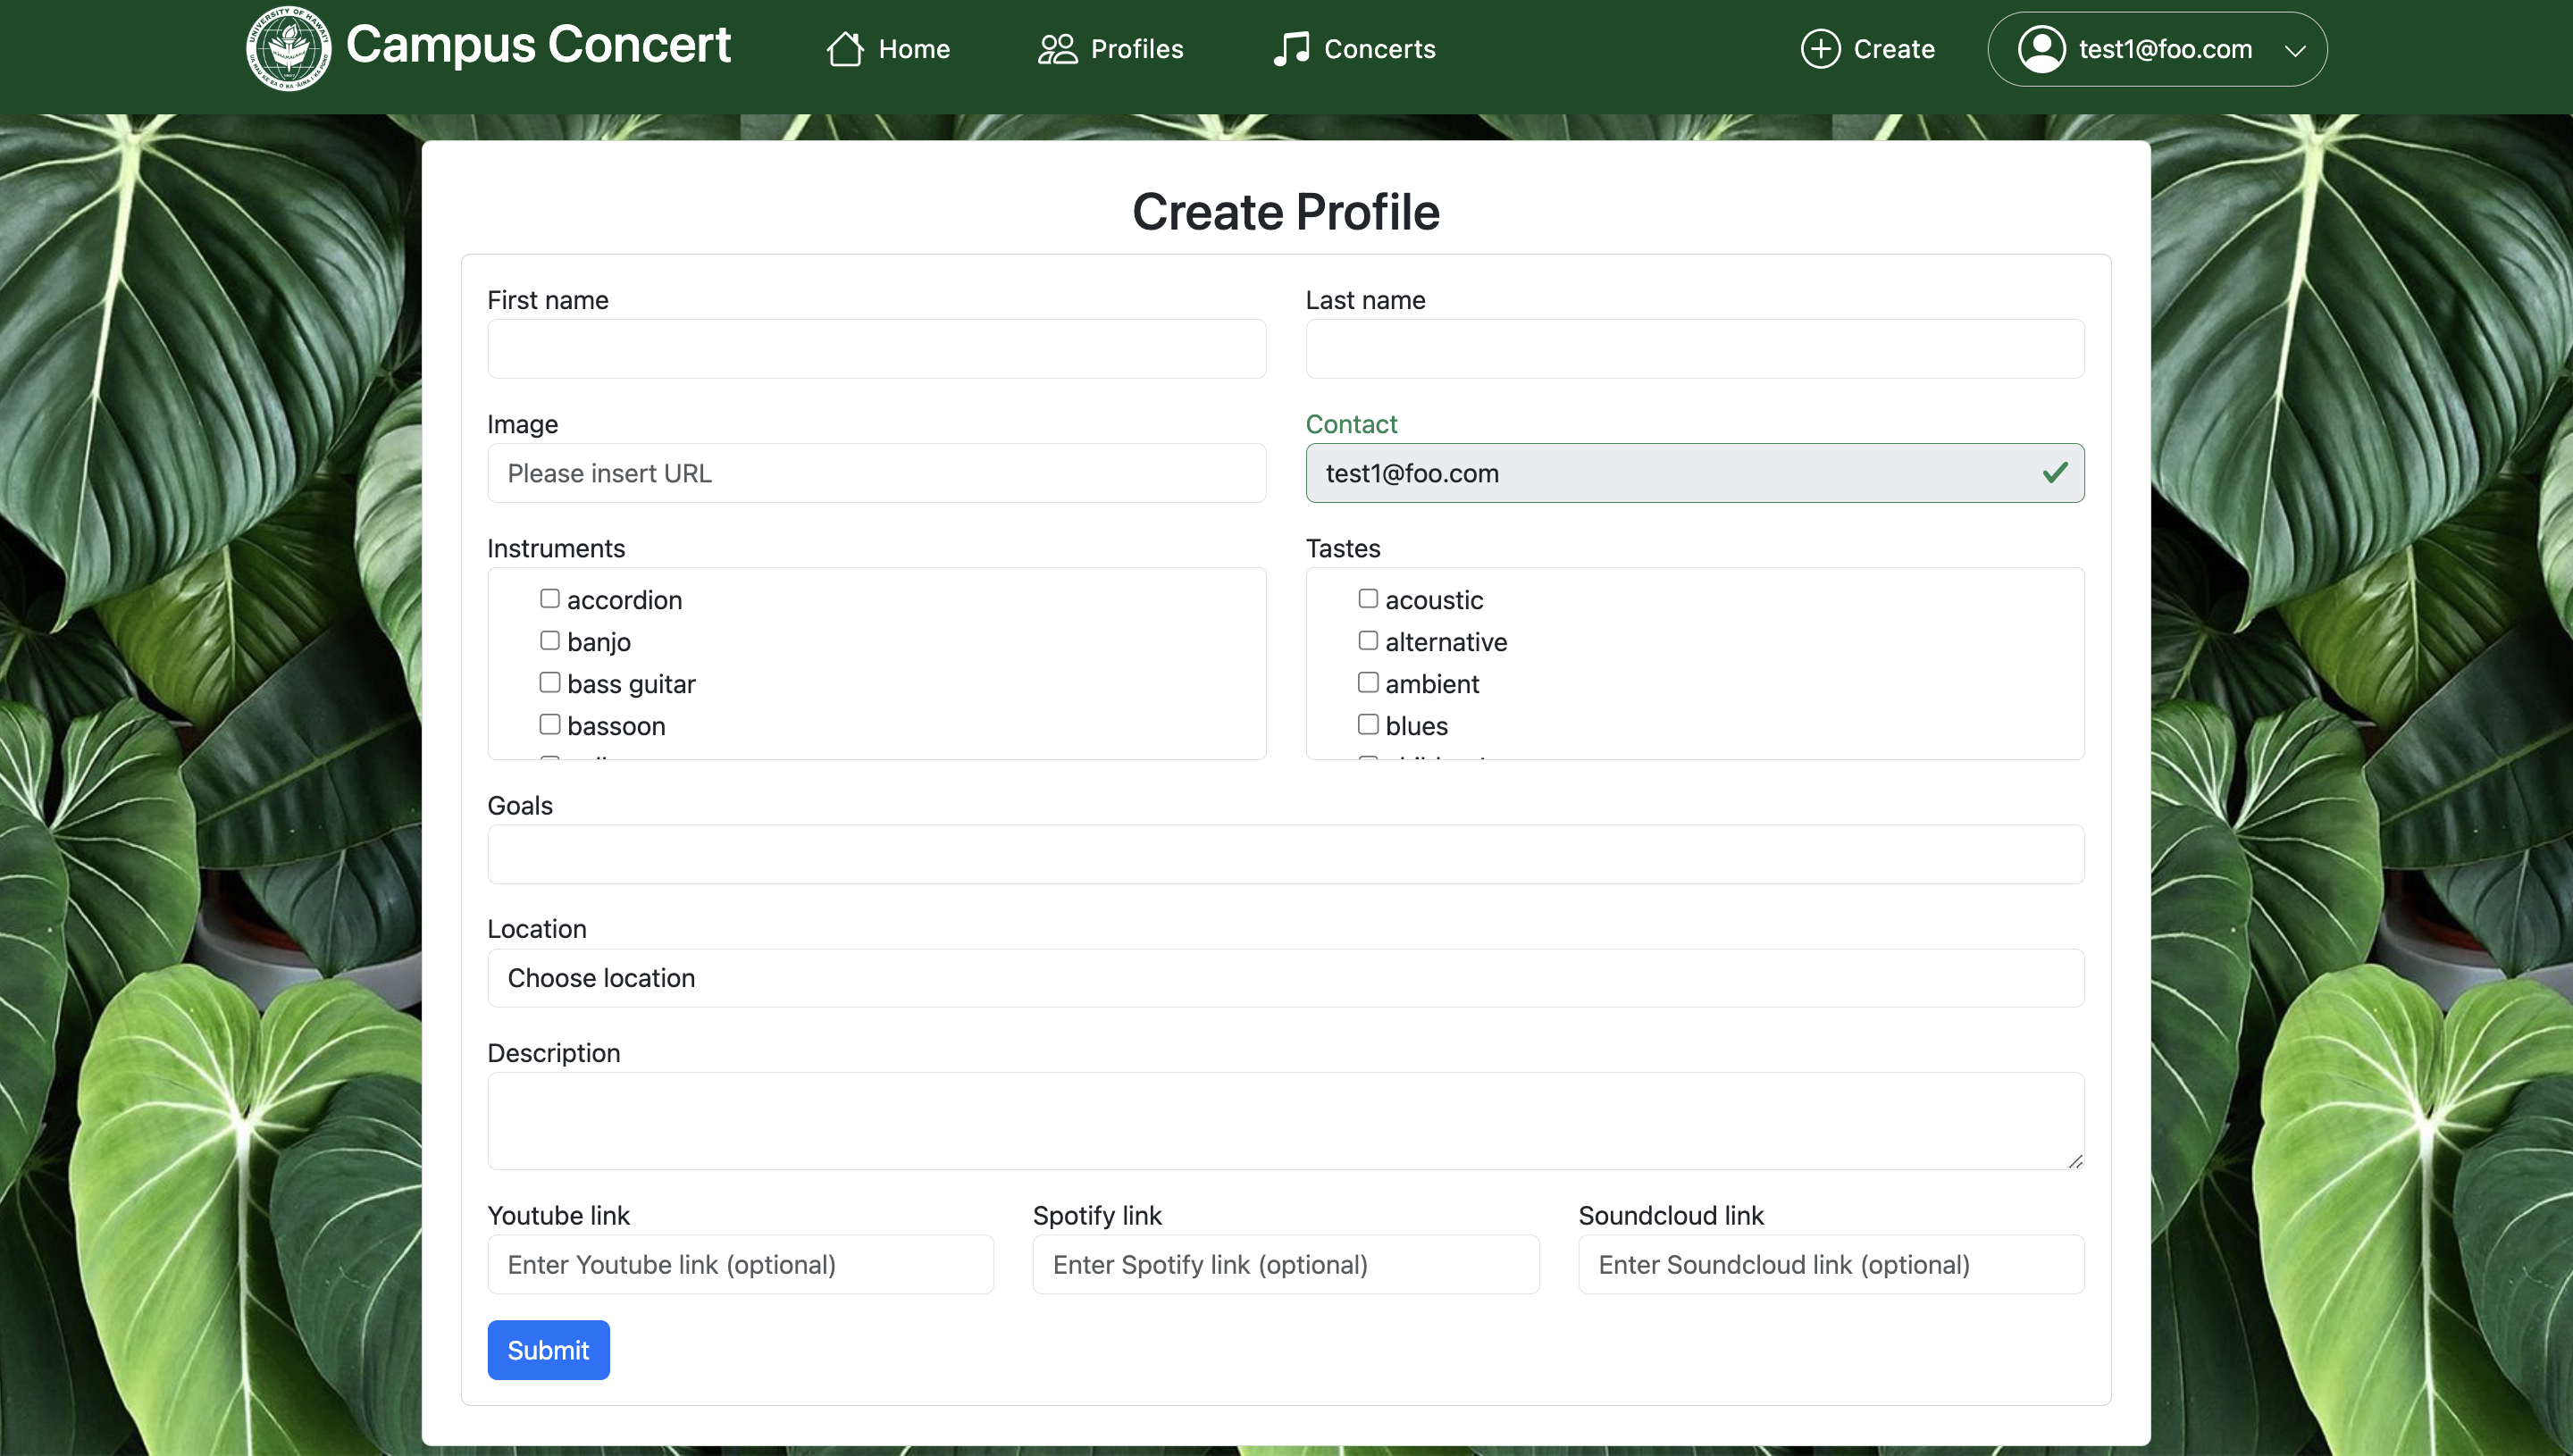 UNIVERSITY OF HAWAI'I
Campus Concert
Home
Profiles
Concerts
Create
test1@foo.com
Create Profile
First name
Last name
Image
Contact
Please insert URL
test1@foo.com
Instruments
Tastes
accordion
acoustic
banjo
alternative
bass guitar
ambient
bassoon
blues
Goals
Location
Choose location
Description
Youtube link
Spotify link
Soundcloud link
Enter Youtube link (optional)
Enter Spotify link (optional)
Enter Soundcloud link (optional)
Submit